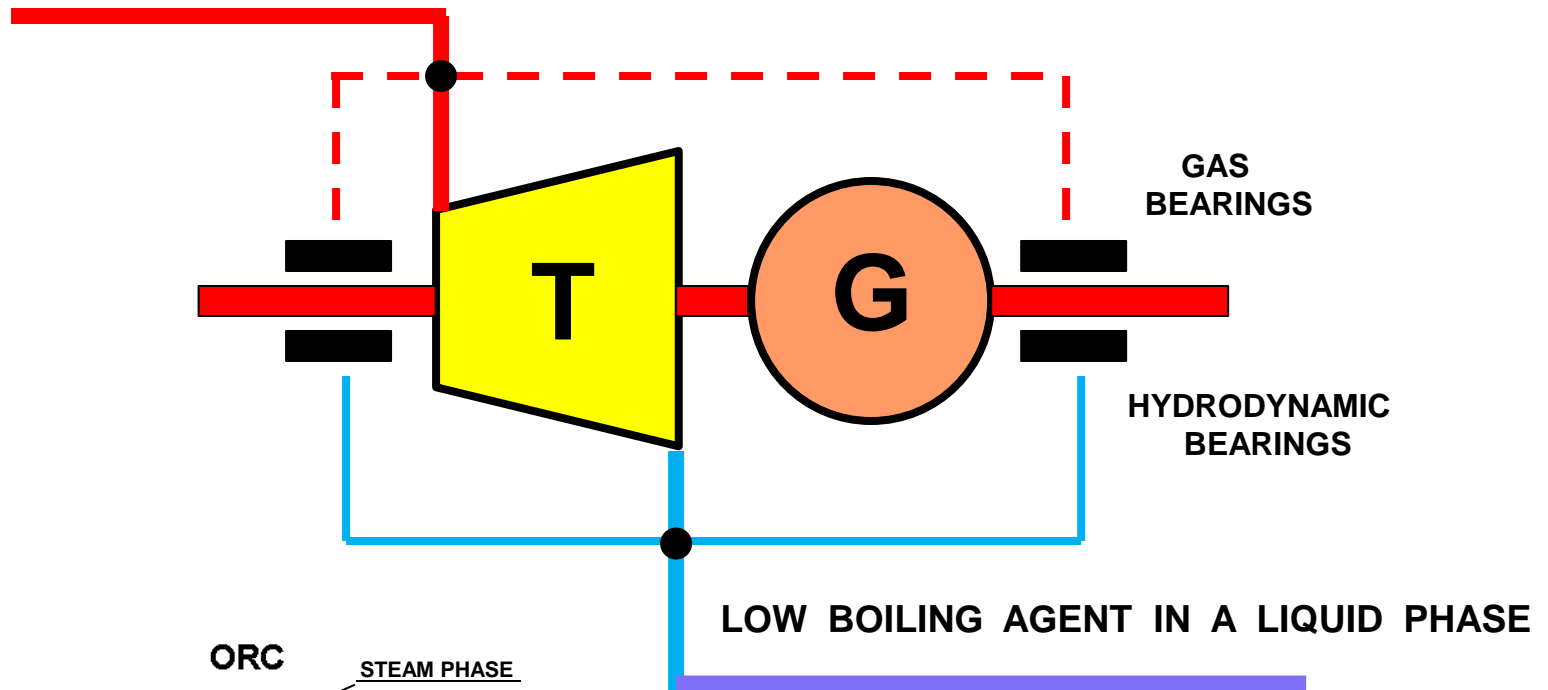 GAS
BEARINGS
T
G
HYDRODYNAMIC
BEARINGS
LOW BOILING AGENT IN A LIQUID PHASE
ORC
STEAM PHASE